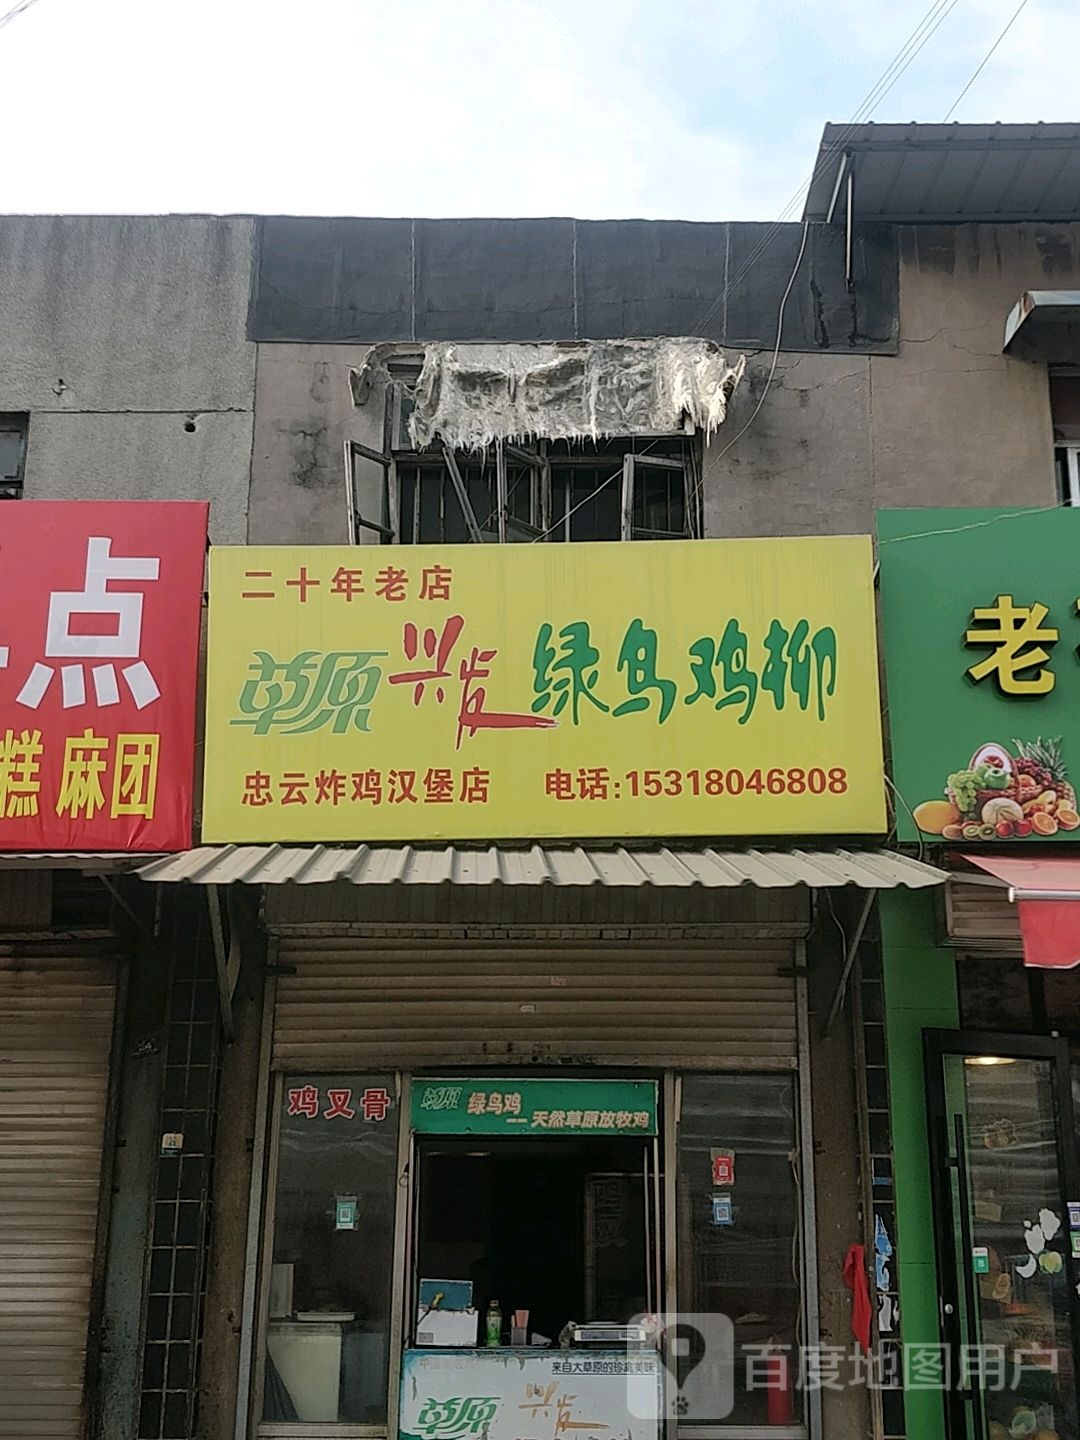 点
糕 麻团
二十年老店
草原兴发 绿鸟鸡柳
忠云炸鸡汉堡店 电话:15318046808
老
鸡叉骨
草原 绿鸟鸡
——天然草原放牧鸡
来自大草原的珍禽美味
草原 兴发
百度地图用户